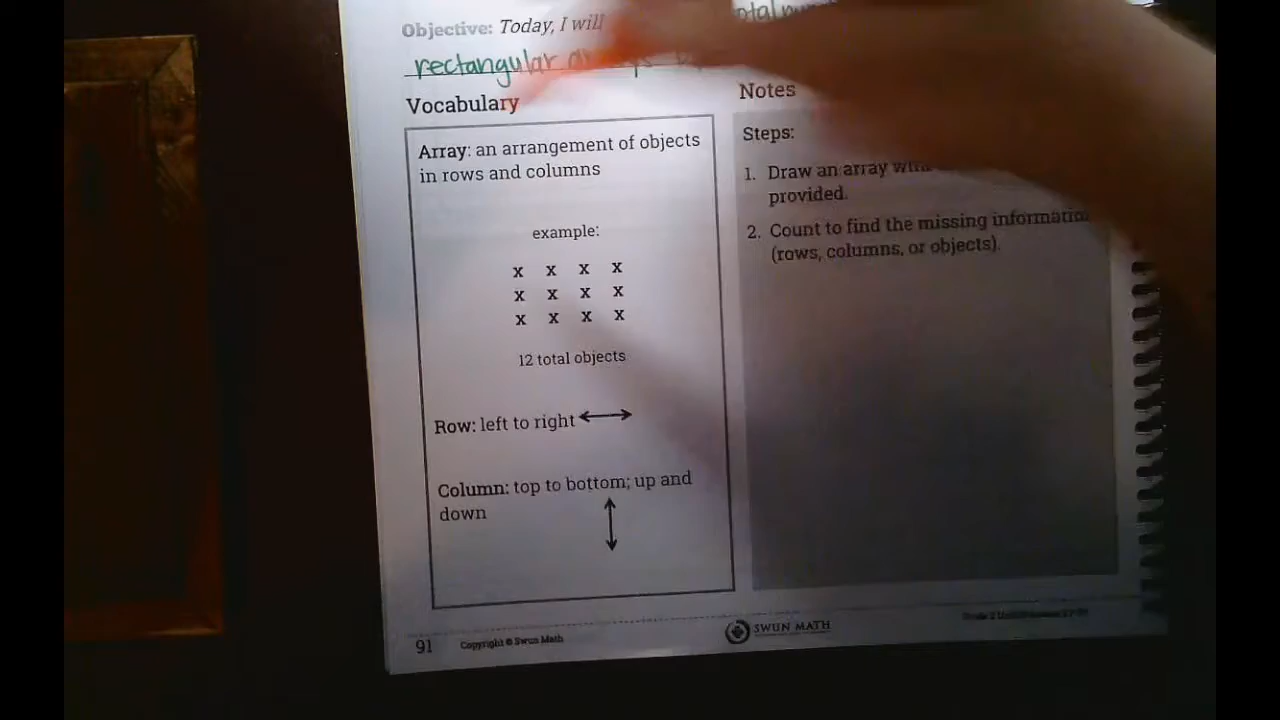 Objective: Today, I will
rectangular
Vocabulary
Array: an arrangement of objects
in rows and columns
example:
x x x x
x x x x
x x x x
12 total objects
Row: left to right
Column: top to bottom; up and
down
Notes
Steps:
1. Draw an array
provided.
2. Count to find the missing information
(rows, columns, or objects).
91 Copyright © Swun Math
SWUN MATH